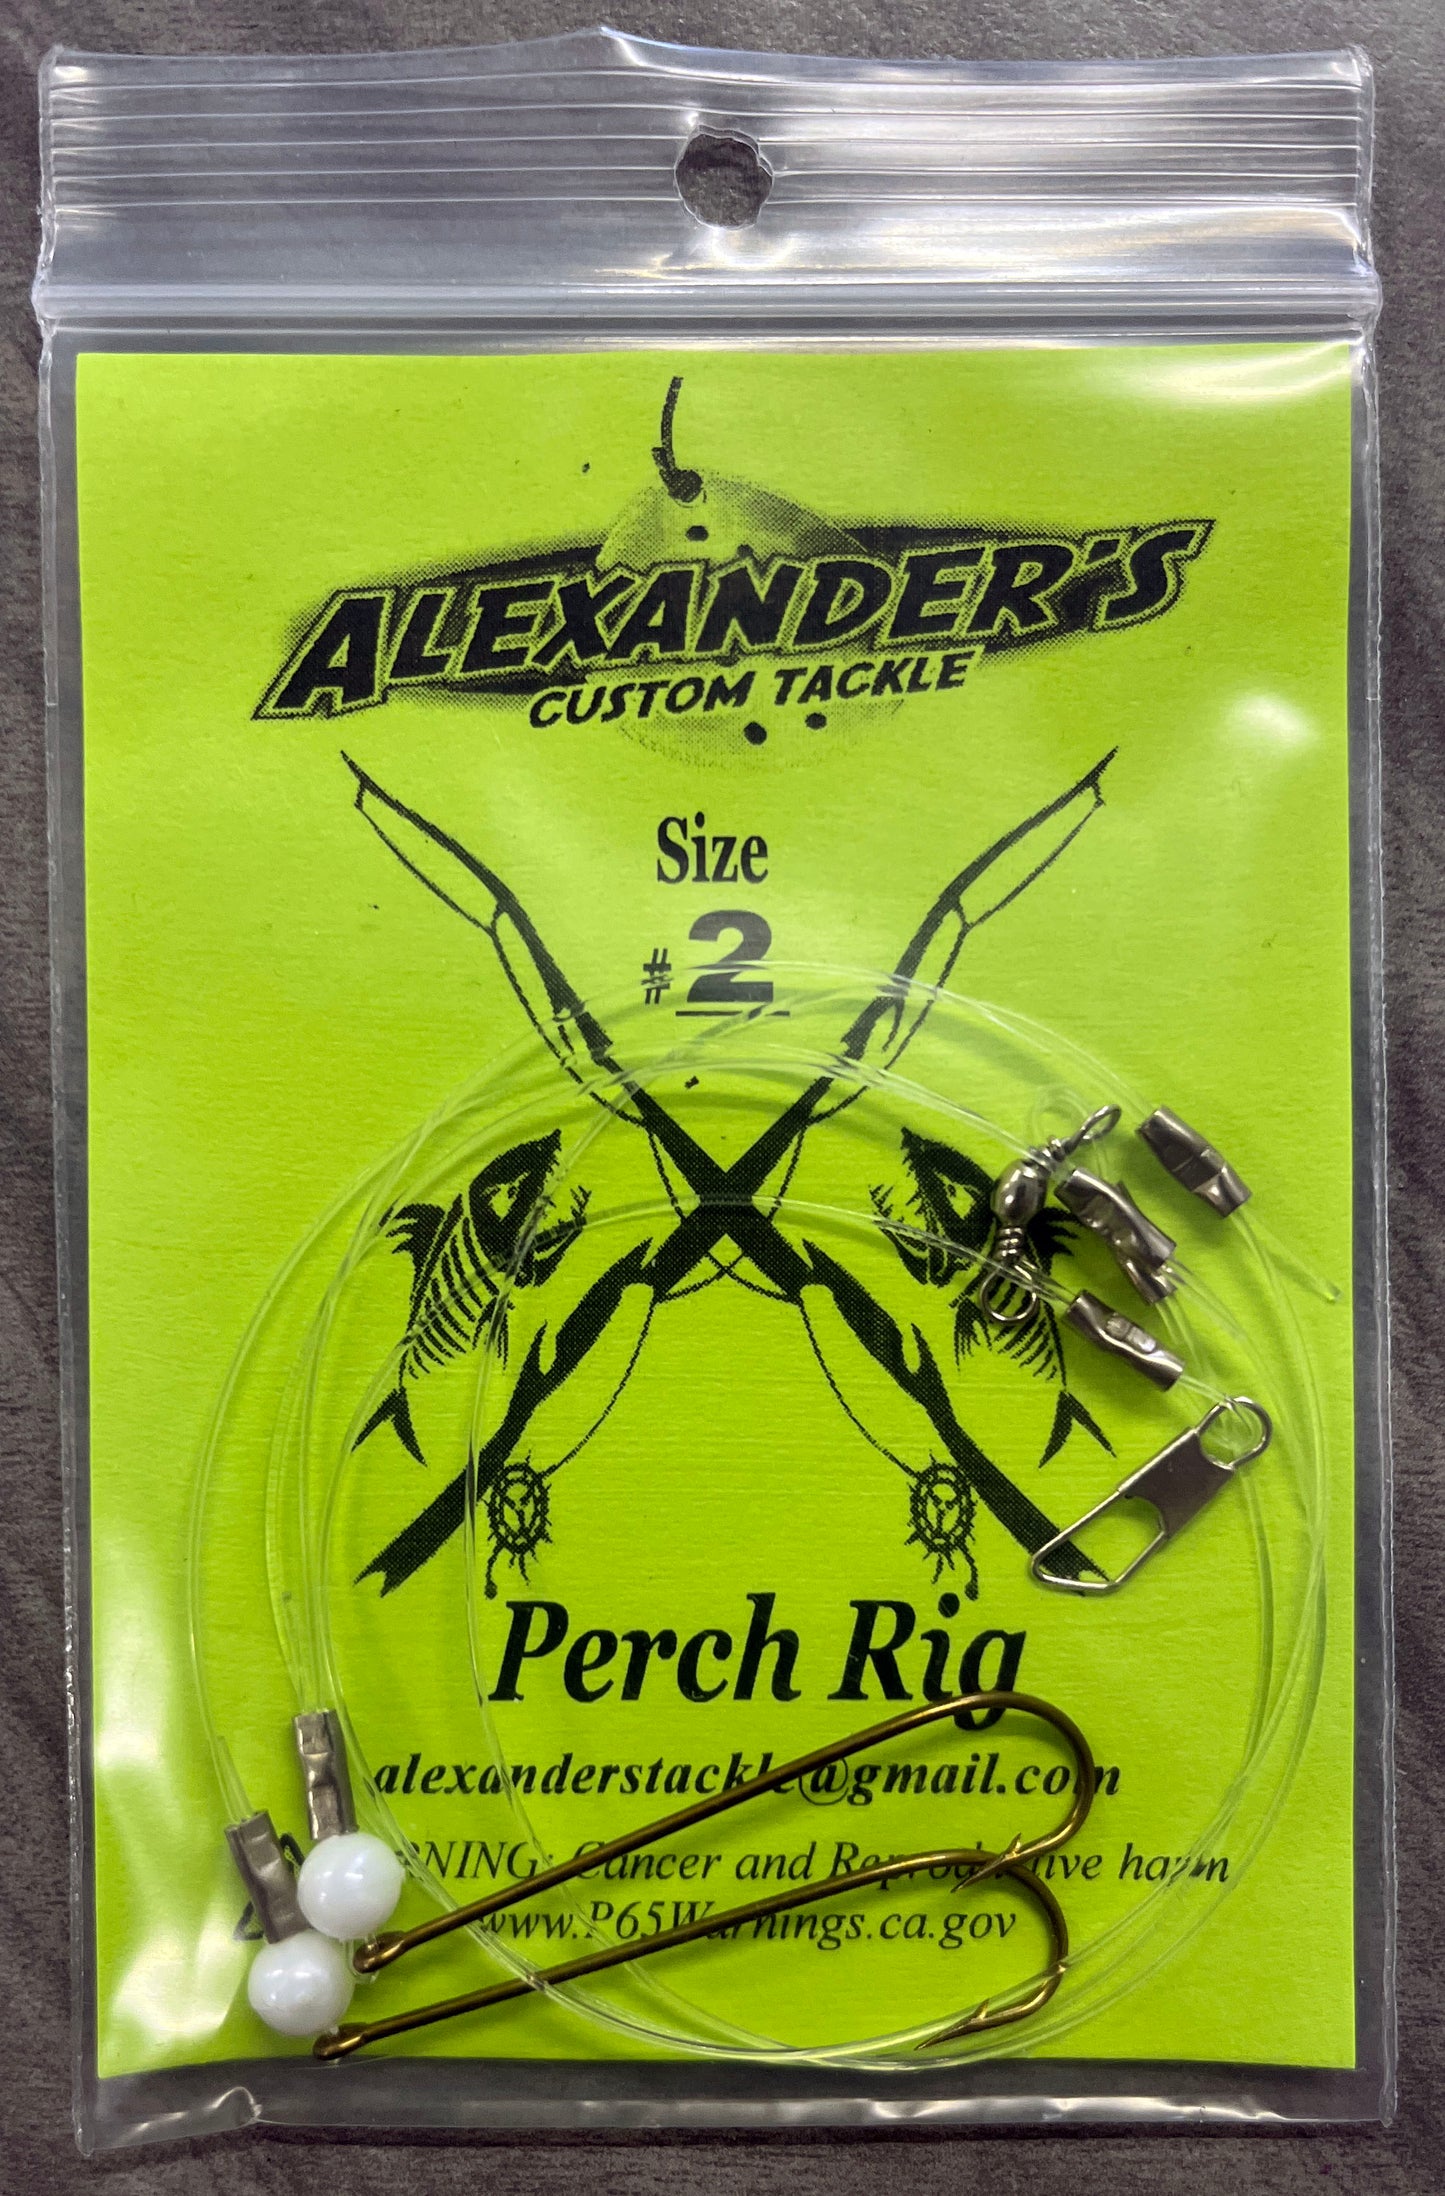 ALEXANDER'S
CUSTOM TACKLE
Size
#2
Perch Rig
alexanderstackle@gmail.com
Cancer and Reproductive harm
www.P65Warnings.ca.gov